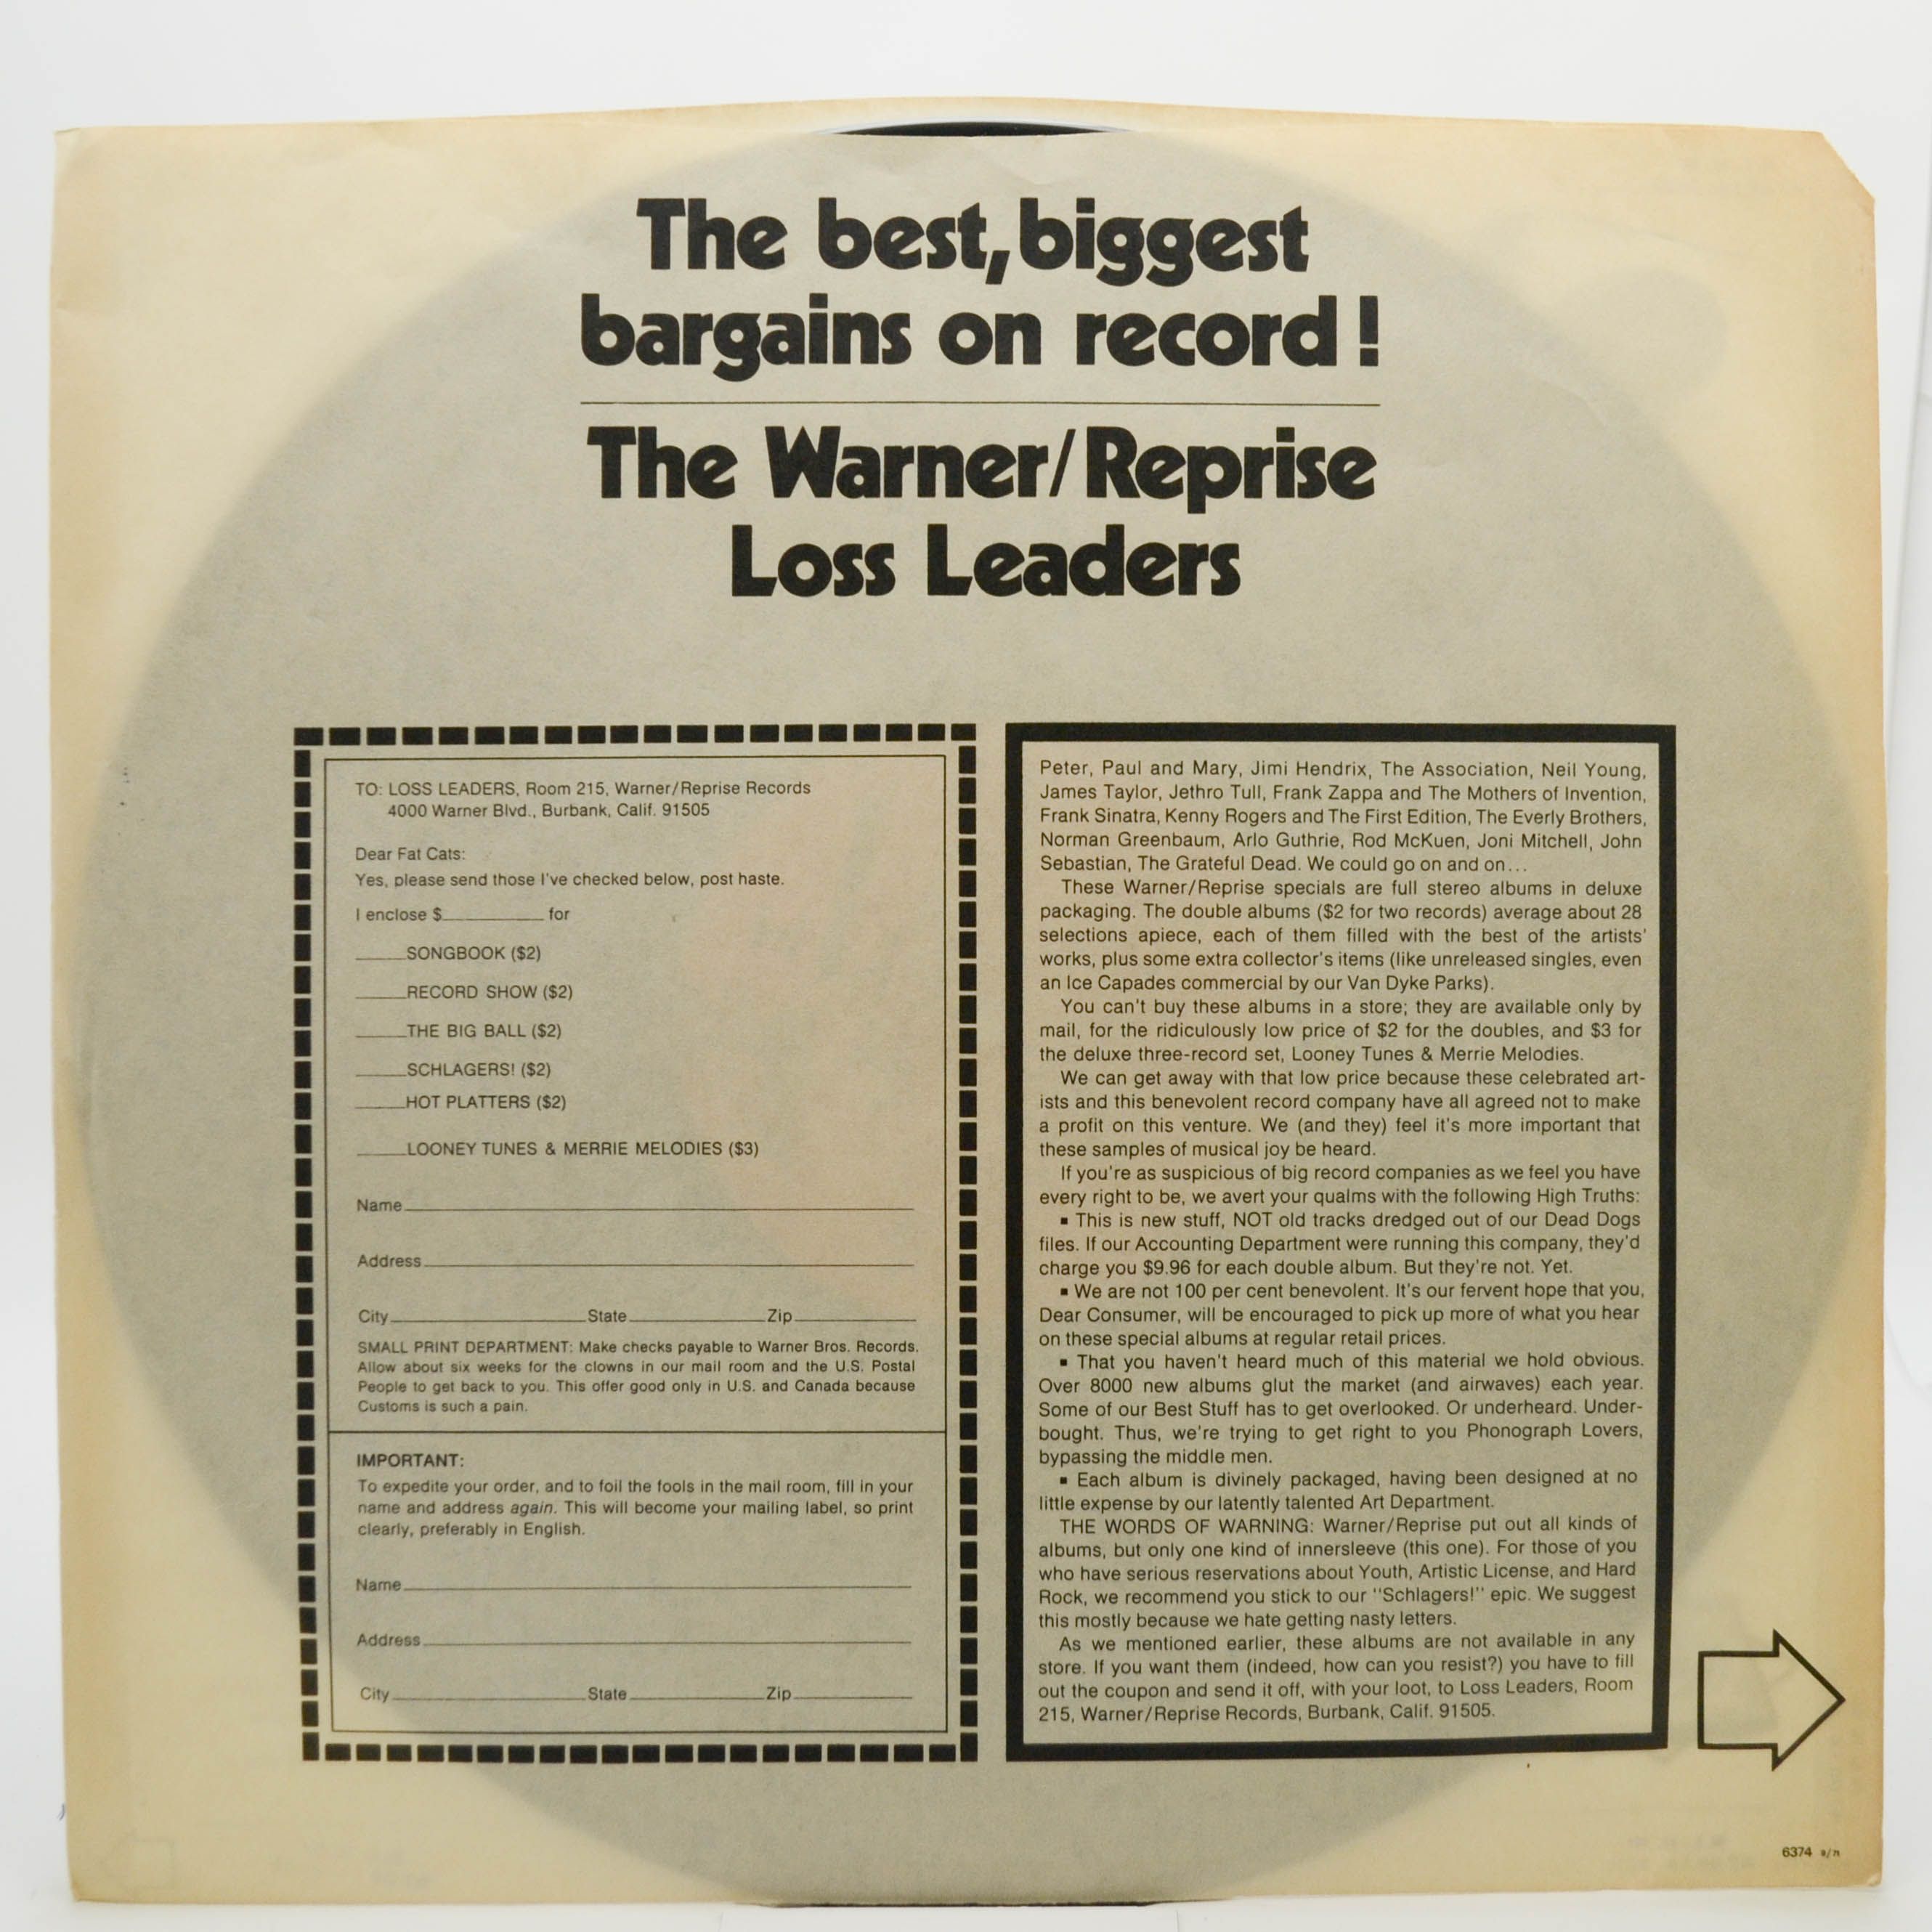 The best, biggest
bargains on record!
The Warner/Reprise
Loss Leaders
TO: LOSS LEADERS, Room 215, Warner/Reprise Records
4000 Warner Blvd., Burbank, Calif. 91505
Dear Fat Cats:
Yes, please send those I've checked below, post haste.
I enclose $__________ for
_____SONGBOOK ($2)
_____RECORD SHOW ($2)
_____THE BIG BALL ($2)
_____SCHLAGERS! ($2)
_____HOT PLATTERS ($2)
_____LOONEY TUNES & MERRIE MELODIES ($3)
Name
Address
City State Zip
SMALL PRINT DEPARTMENT: Make checks payable to Warner Bros. Records.
Allow about six weeks for the clowns in our mail room and the U.S. Postal
People to get back to you. This offer good only in U.S. and Canada because
Customs is such a pain.
IMPORTANT:
To expedite your order, and to foil the fools in the mail room, fill in your
name and address again. This will become your mailing label, so print
clearly, preferably in English.
Name
Address
City State Zip
Peter, Paul and Mary, Jimi Hendrix, The Association, Neil Young,
James Taylor, Jethro Tull, Frank Zappa and The Mothers of Invention,
Frank Sinatra, Kenny Rogers and The First Edition, The Everly Brothers,
Norman Greenbaum, Arlo Guthrie, Rod McKuen, Joni Mitchell, John
Sebastian, The Grateful Dead. We could go on and on...
These Warner/Reprise specials are full stereo albums in deluxe
packaging. The double albums ($2 for two records) average about 28
selections apiece, each of them filled with the best of the artists'
works, plus some extra collector's items (like unreleased singles, even
an Ice Capades commercial by our Van Dyke Parks).
You can't buy these albums in a store; they are available only by
mail, for the ridiculously low price of $2 for the doubles, and $3 for
the deluxe three-record set, Looney Tunes & Merrie Melodies.
We can get away with that low price because these celebrated art-
ists and this benevolent record company have all agreed not to make
a profit on this venture. We (and they) feel it's more important that
these samples of musical joy be heard.
If you're as suspicious of big record companies as we feel you have
every right to be, we avert your qualms with the following High Truths:
▪ This is new stuff, NOT old tracks dredged out of our Dead Dogs
files. If our Accounting Department were running this company, they'd
charge you $9.96 for each double album. But they're not. Yet.
▪ We are not 100 per cent benevolent. It's our fervent hope that you,
Dear Consumer, will be encouraged to pick up more of what you hear
on these special albums at regular retail prices.
▪ That you haven't heard much of this material we hold obvious.
Over 8000 new albums glut the market (and airwaves) each year.
Some of our Best Stuff has to get overlooked. Or underheard. Under-
bought. Thus, we're trying to get right to you Phonograph Lovers,
bypassing the middle men.
▪ Each album is divinely packaged, having been designed at no
little expense by our latently talented Art Department.
THE WORDS OF WARNING: Warner/Reprise put out all kinds of
albums, but only one kind of innersleeve (this one). For those of you
who have serious reservations about Youth, Artistic License, and Hard
Rock, we recommend you stick to our "Schlagers!" epic. We suggest
this mostly because we hate getting nasty letters.
As we mentioned earlier, these albums are not available in any
store. If you want them (indeed, how can you resist?) you have to fill
out the coupon and send it off, with your loot, to Loss Leaders, Room
215, Warner/Reprise Records, Burbank, Calif. 91505.
6374 9/71